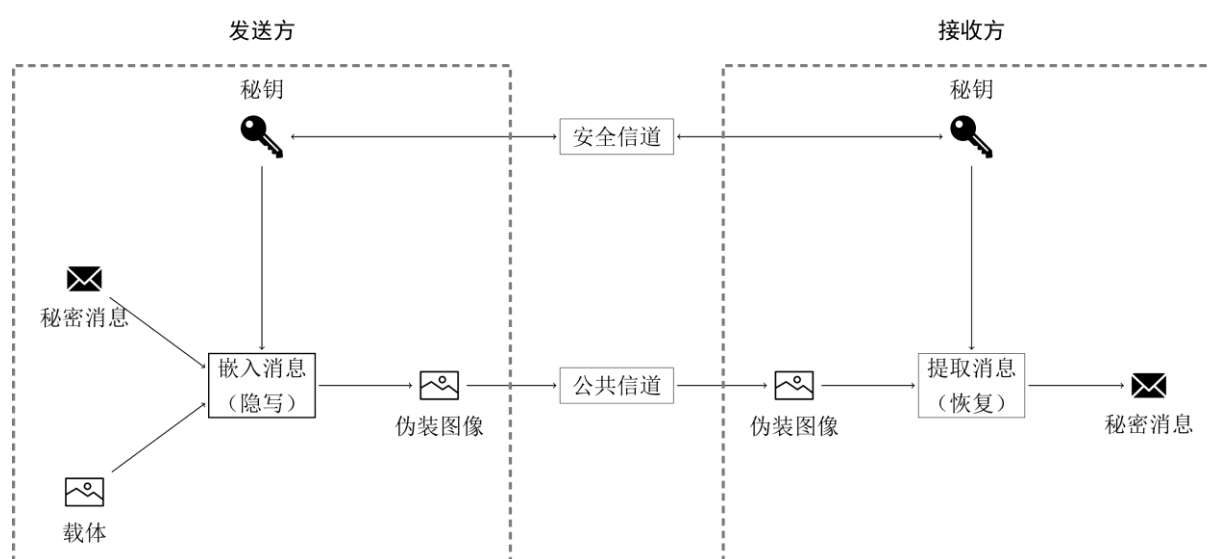 发送方
接收方
秘钥
秘钥
安全信道
秘密消息
嵌入消息
（隐写）
公共信道
提取消息
（恢复）
伪装图像
伪装图像
秘密消息
载体